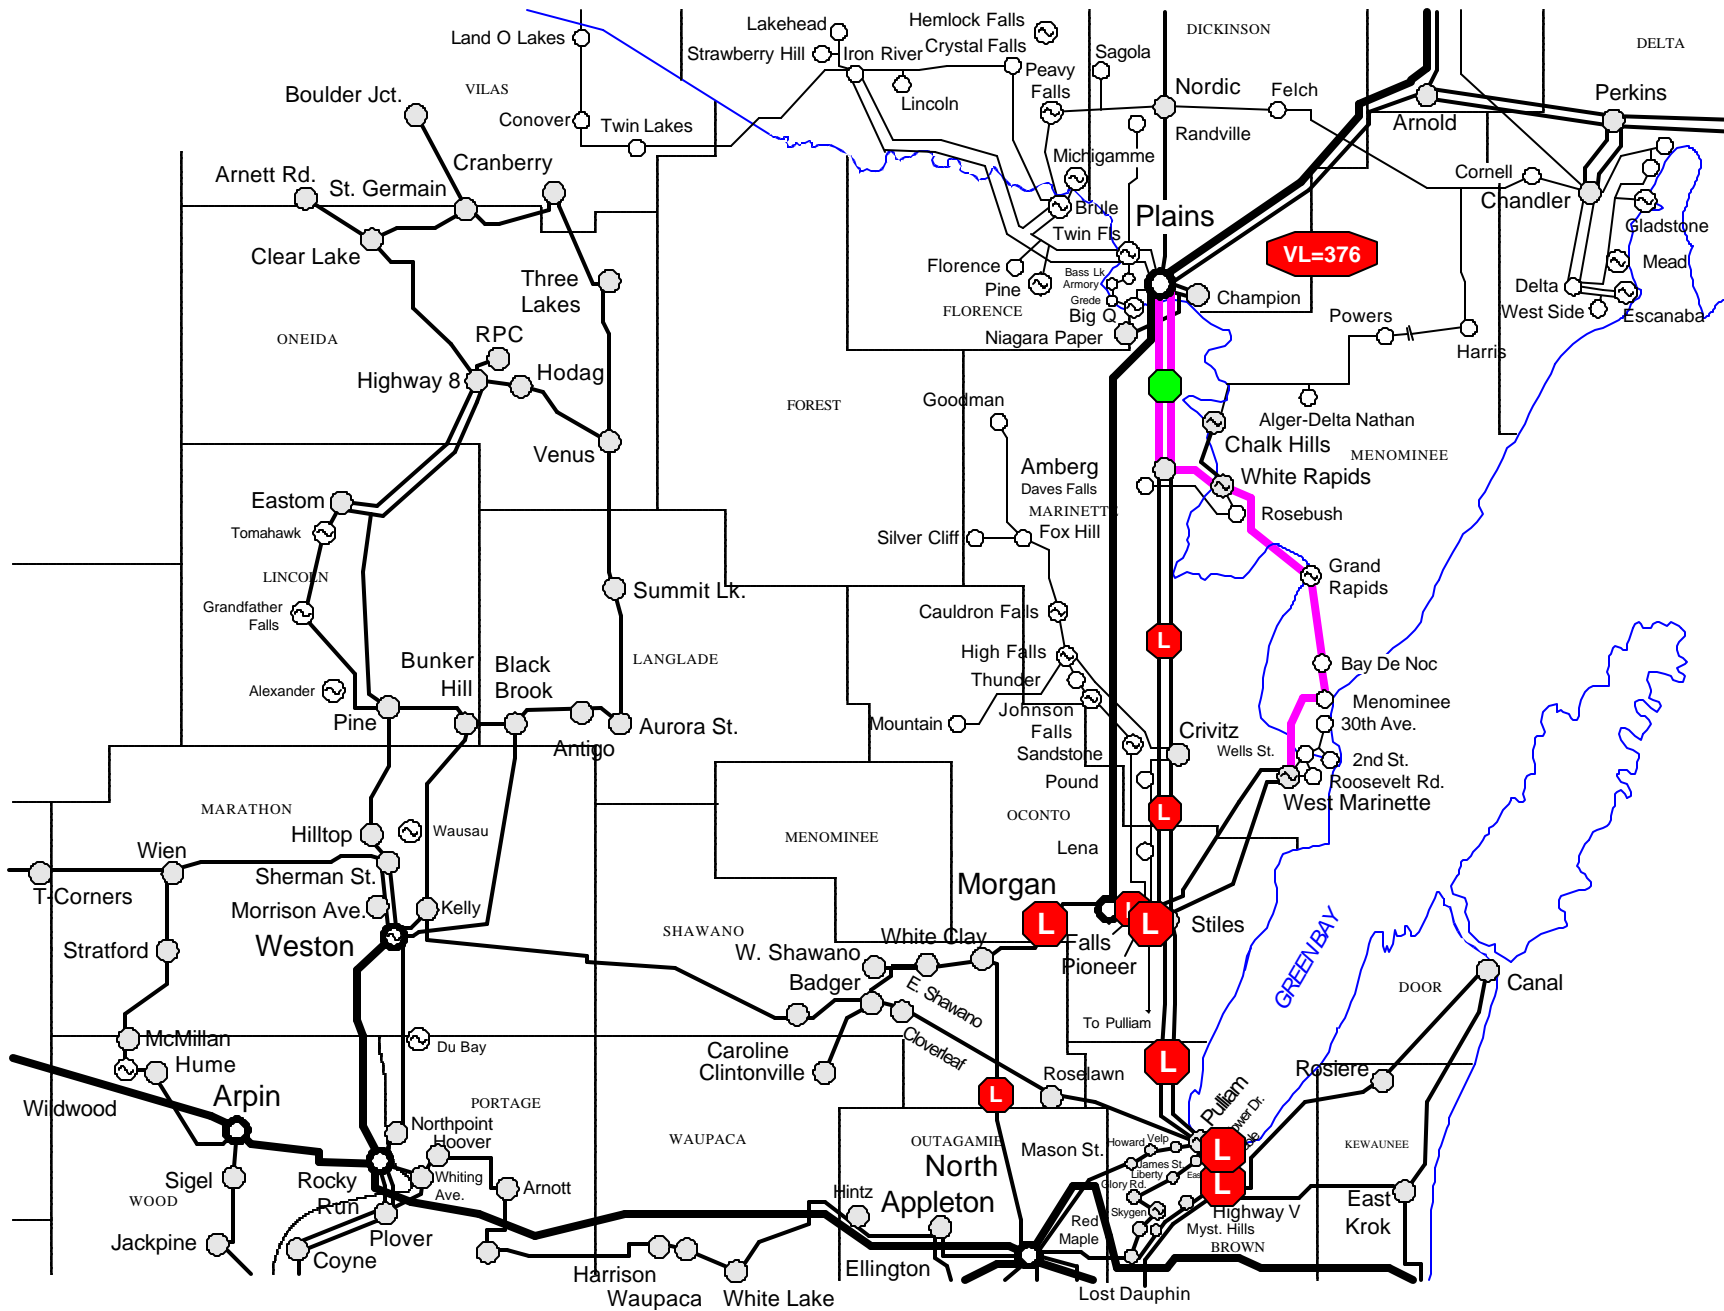 Lakehead
Hemlock Falls
Land O Lakes
Strawberry Hill
Iron River
Crystal Falls
Sagola
DICKINSON
DELTA
Boulder Jct.
VILAS
Peavy
Falls
Lincoln
Nordic
Felch
Perkins
Conover
Twin Lakes
Randville
Arnold
Cranberry
Michigamme
Cornell
Arnett Rd.
St. Germain
Chandler
Brule
Plains
Gladstone
Clear Lake
Twin Fls
VL=376
Mead
Three
Lakes
Florence
Bass Lk
Armory
Pine
Grede
Champion
Delta
FLORENCE
Big Q
Powers
West Side
Escanaba
ONEIDA
RPC
Niagara Paper
Harris
Highway 8
Hodag
FOREST
Goodman
Alger-Delta Nathan
Chalk Hills
Venus
MENOMINEE
Amberg
White Rapids
Eastom
Daves Falls
MARINETTE
Rosebush
Tomahawk
Silver Cliff
Fox Hill
LINCOLN
Grand
Rapids
Summit Lk.
Grandfather
Falls
Cauldron Falls
L
Bunker
Hill
Black
Brook
LANGLADE
High Falls
Bay De Noc
Thunder
Alexander
Menominee
Pine
Aurora St.
Mountain
Johnson
Falls
30th Ave.
Antigo
Crivitz
Sandstone
Wells St.
2nd St.
Pound
Roosevelt Rd.
West Marinette
MARATHON
OCONTO
L
Hilltop
Wausau
MENOMINEE
Wien
Lena
Sherman St.
Morgan
T-Corners
Morrison Ave.
Kelly
L
L
L
Stiles
Weston
SHAWANO
White Clay
Falls
GREEN BAY
Stratford
W. Shawano
Pioneer
Badger
E. Shawano
DOOR
Canal
To Pulliam
McMillan
Cloverleaf
Hume
Du Bay
Caroline
Clintonville
L
Roselawn
Rosiere
Wildwood
Arpin
PORTAGE
L
Northpoint
Hoover
WAUPACA
OUTAGAMIE
Mason St.
Howard
Velp
Pulliam
L
KEWAUNEE
Sigel
Rocky
Run
Whiting
Ave.
North
Appleton
James St.
Liberty
Glory Rd.
L
WOOD
Arnott
Hintz
Skygen
Highway V
East
Krok
Jackpine
Plover
Red
Maple
Myst. Hills
BROWN
Coyne
Harrison
Ellington
Waupaca
White Lake
Lost Dauphin